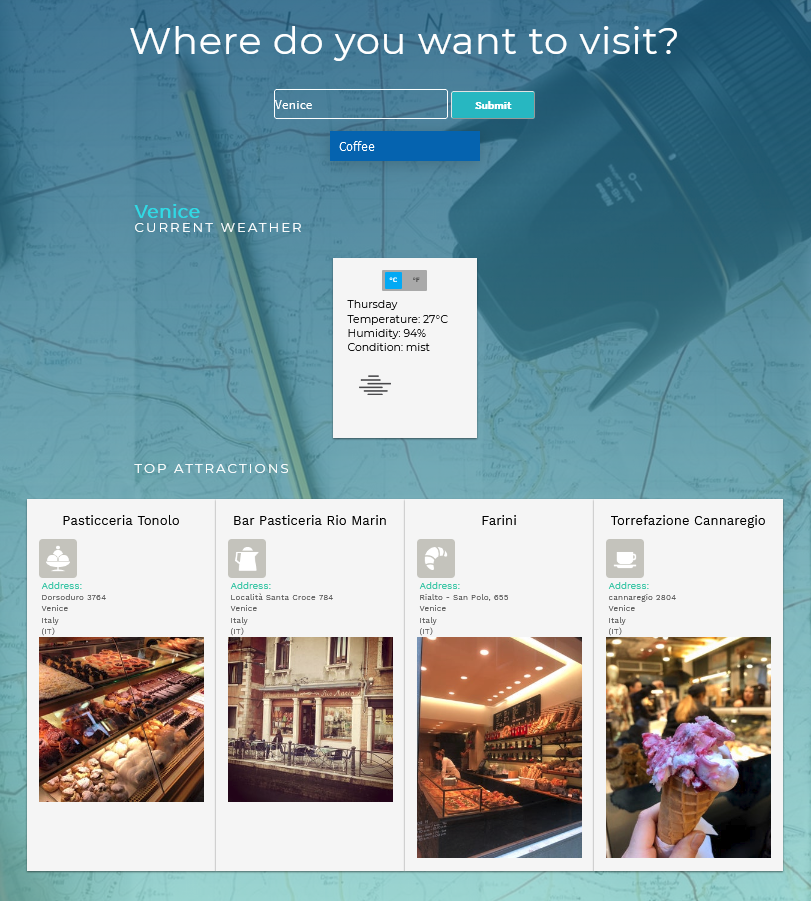 Where do you want to visit?
Venice
Submit
Coffee
Venice
CURRENT WEATHER
°C °F
Thursday
Temperature: 27°C
Humidity: 94%
Condition: mist
TOP ATTRACTIONS
Pasticceria Tonolo
Address:
Dorsoduro 3764
Venice
Italy
(IT)
Bar Pasticeria Rio Marin
Address:
Località Santa Croce 784
Venice
Italy
(IT)
Farini
Address:
Rialto - San Polo, 655
Venice
Italy
(IT)
Torrefazione Cannaregio
Address:
cannaregio 2804
Venice
Italy
(IT)